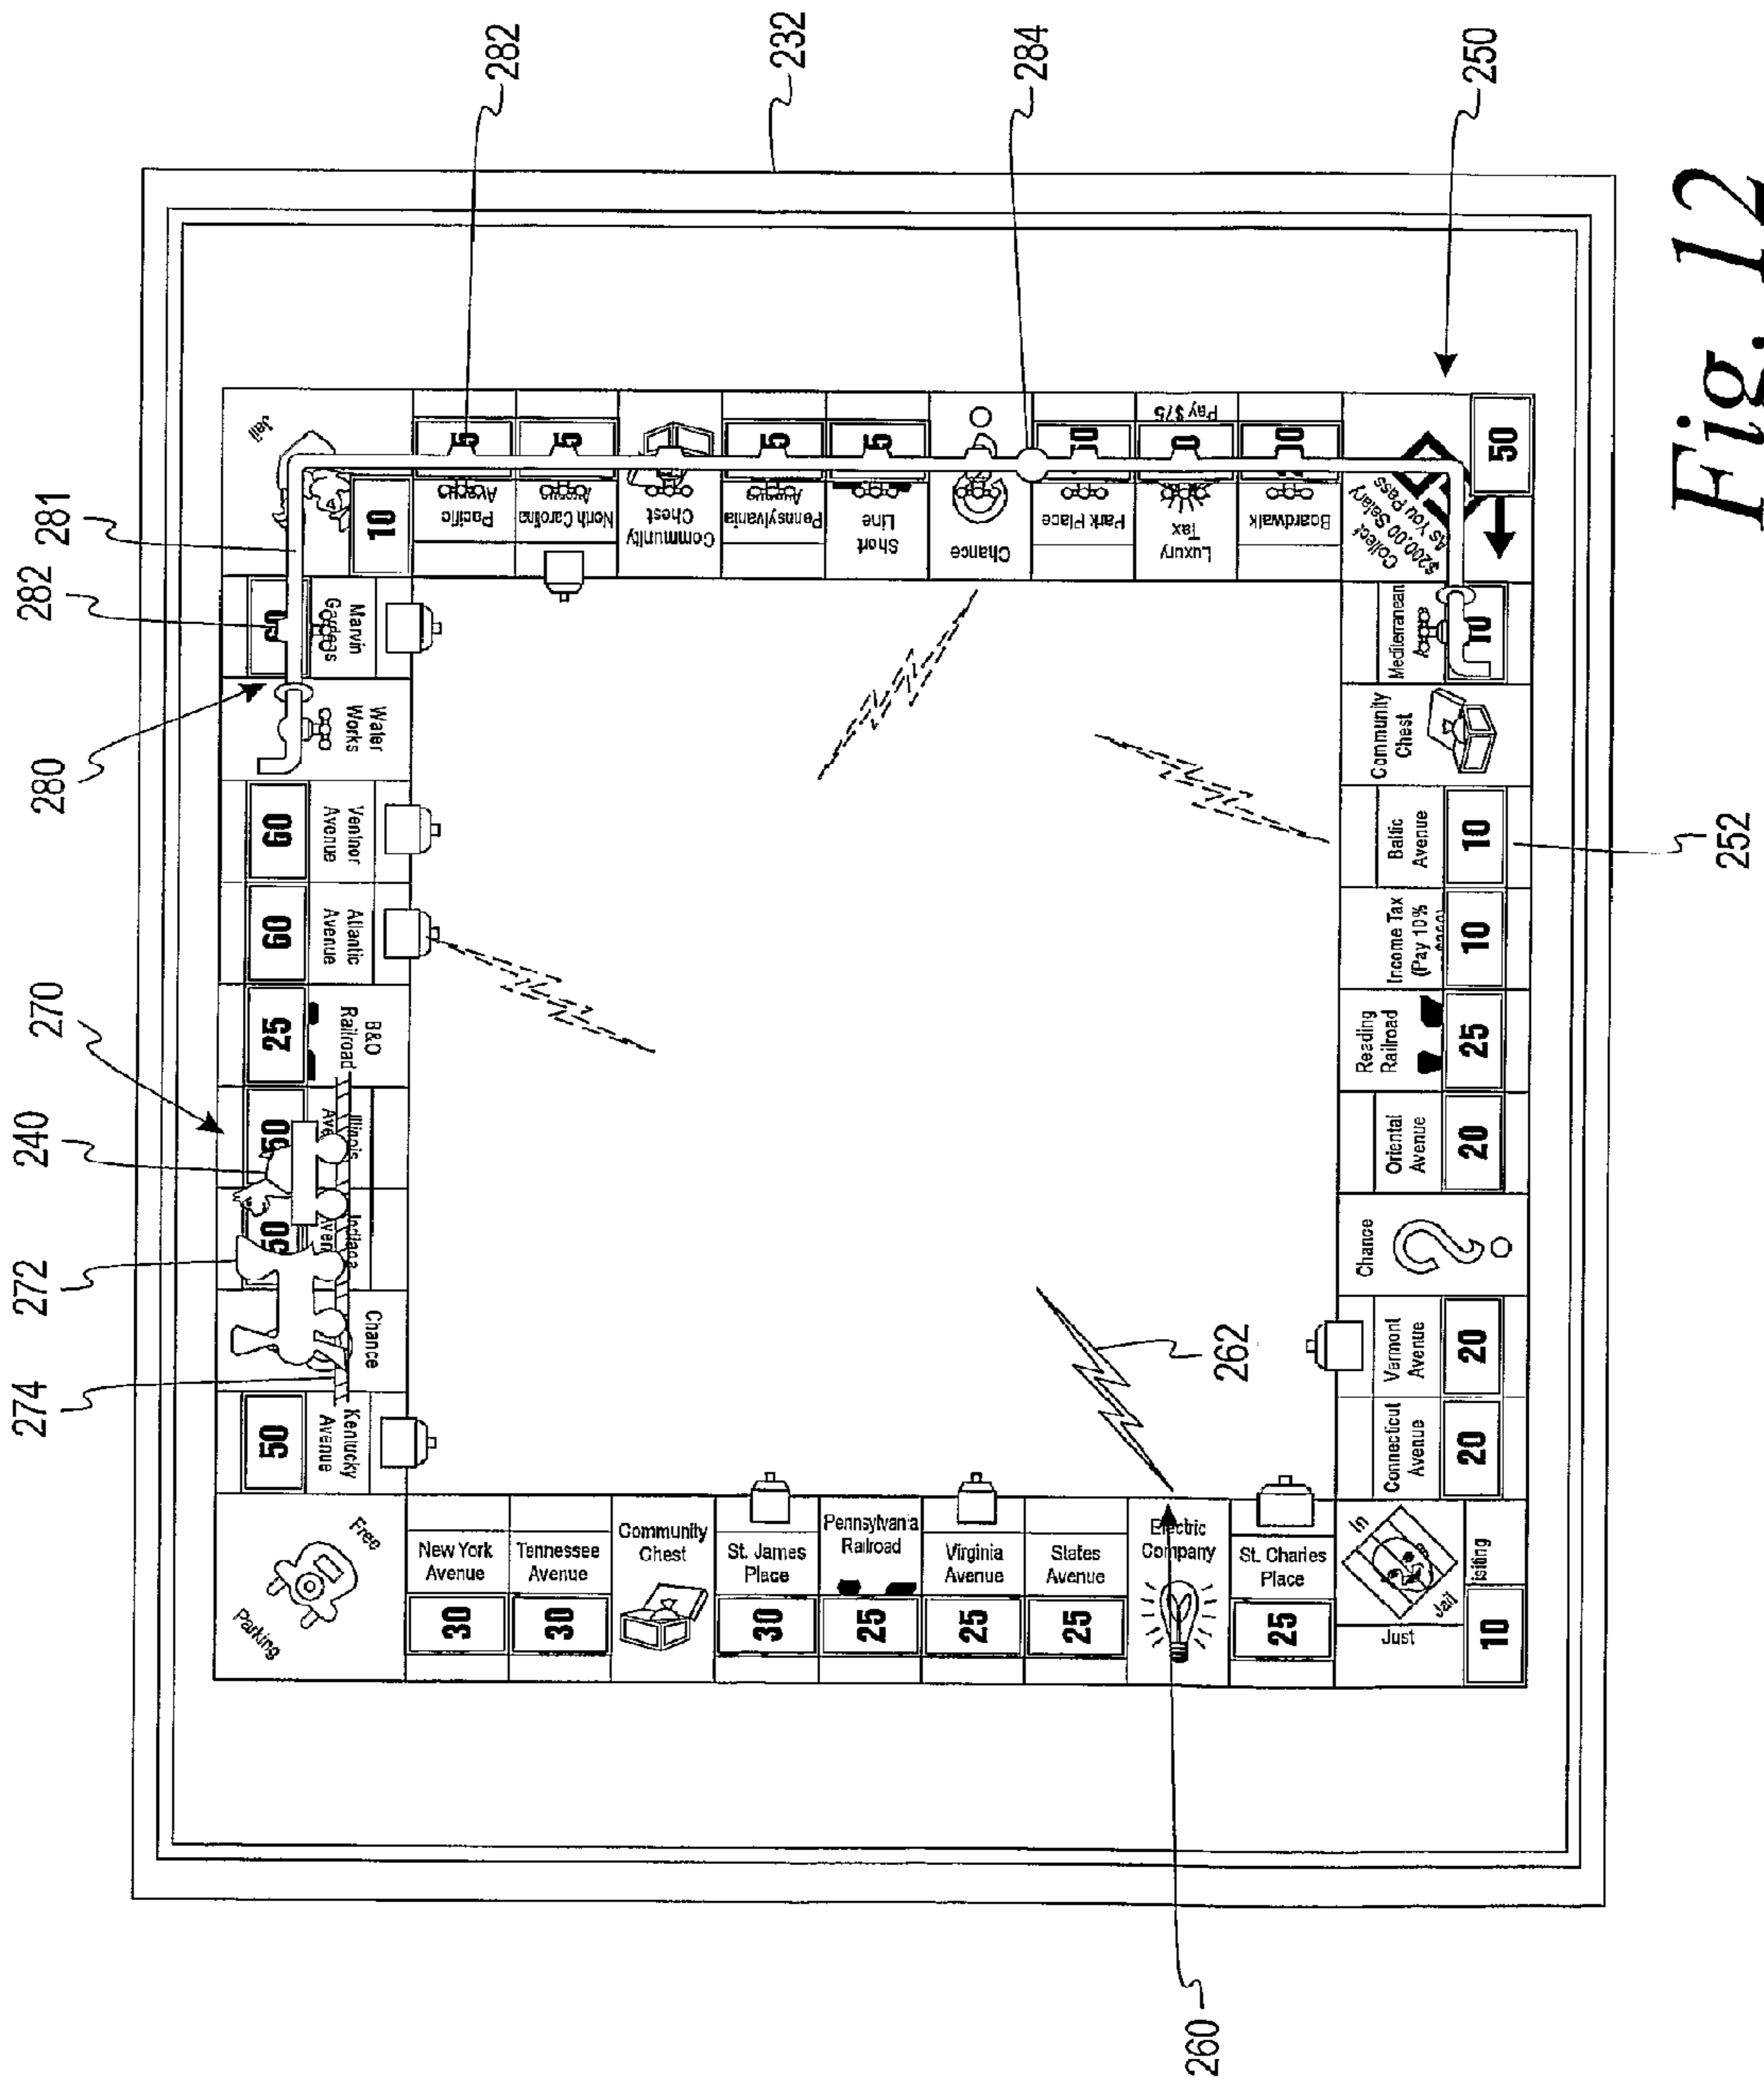 282
232
284
250
281
282
280
270
240
272
274
262
252
260
Jail
10
Marvin
Gardens
Water
Works
60
Ventnor
Avenue
60
Atlantic
Avenue
25
B&O
Railroad
50
Illinois
50
Indiana
Chance
50
Kentucky
Avenue
Free
Parking
Pacific
Avenue
5
North Carolina
Avenue
5
Community
Chest
Pennsylvania
Avenue
5
Short
Line
5
Chance
Park Place
Luxury
Tax
Pay $75
Boardwalk
Collect
$200.00 Salary
As You Pass
50
Mediterranean
10
Community
Chest
Baltic
Avenue
10
Income Tax
(Pay 10%
10
Reading
Railroad
25
Oriental
Avenue
20
Chance
?
Vermont
Avenue
20
Connecticut
Avenue
20
In
Jail
Just
isiting
10
New York
Avenue
30
Tennessee
Avenue
30
Community
Chest
St. James
Place
30
Pennsylvania
Railroad
25
Virginia
Avenue
25
States
Avenue
25
Electric
Company
St. Charles
Place
25
Fig. 12